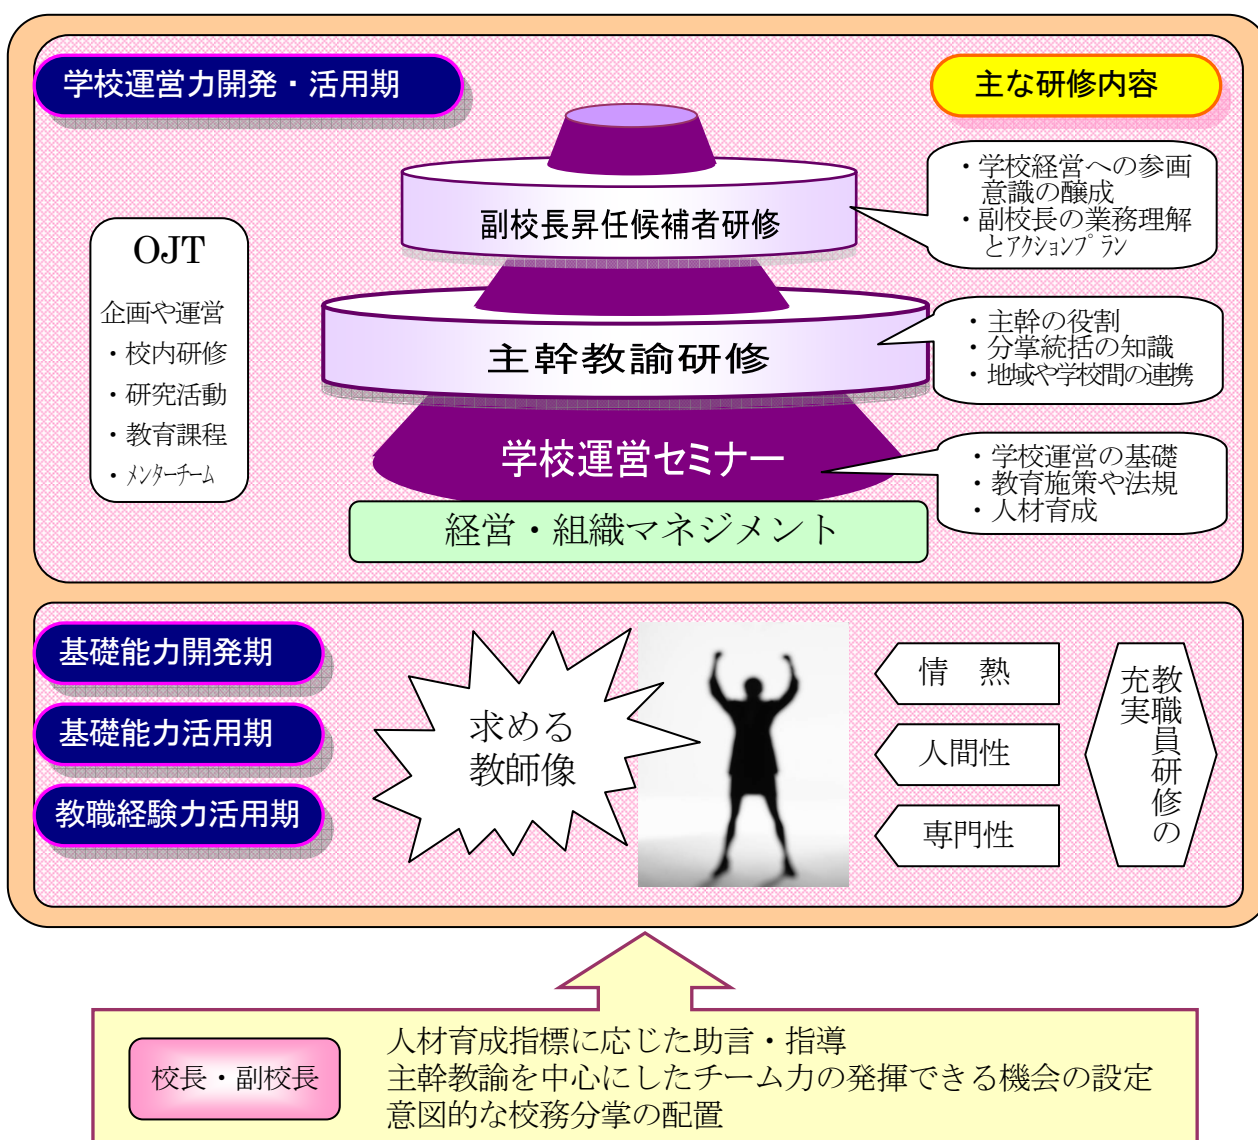 学校運営力開発・活用期
主な研修内容
副校長昇任候補者研修
・学校経営への参画
意識の醸成
・副校長の業務理解
とアクションプラン
OJT
企画や運営
・校内研修
・研究活動
・教育課程
・メンターチーム
主幹教諭研修
・主幹の役割
・分掌統括の知識
・地域や学校間の連携
学校運営セミナー
・学校運営の基礎
・教育施策や法規
・人材育成
経営・組織マネジメント
基礎能力開発期
基礎能力活用期
教職経験力活用期
求める
教師像
情　熱
人間性
専門性
教職員研修の
充実
校長・副校長
人材育成指標に応じた助言・指導
主幹教諭を中心にしたチーム力の発揮できる機会の設定
意図的な校務分掌の配置